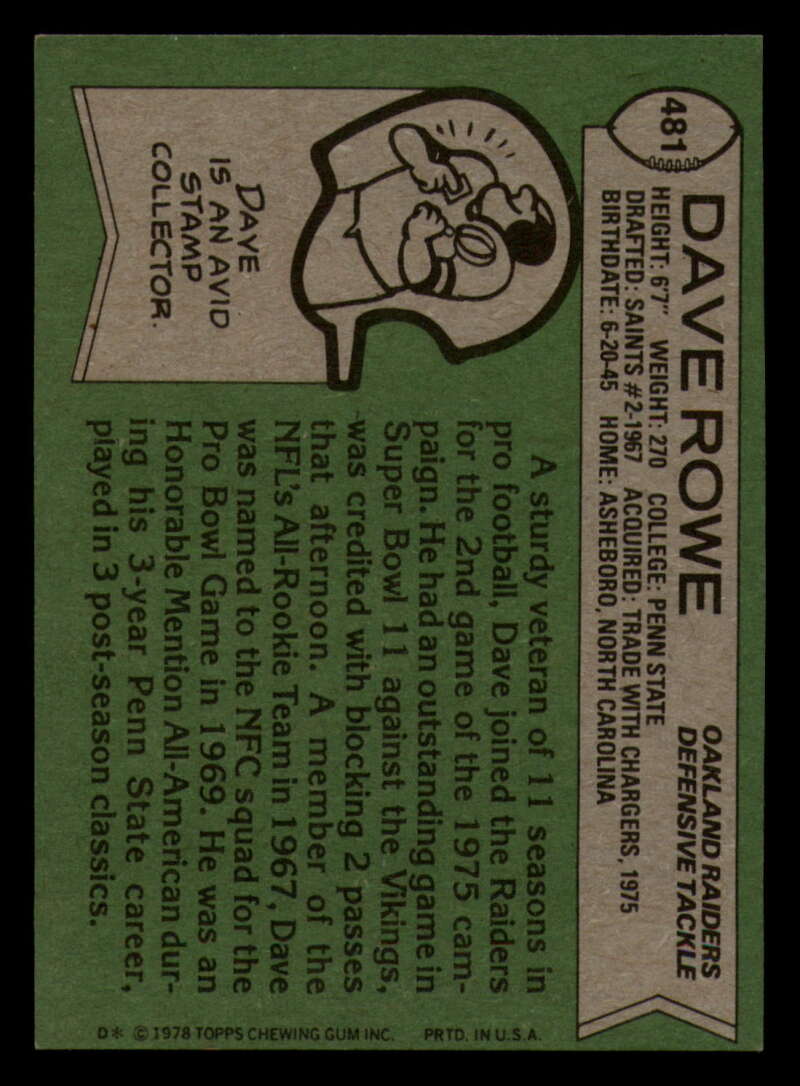 481
DAVE ROWE
OAKLAND RAIDERS
DEFENSIVE TACKLE
HEIGHT: 6'7" WEIGHT: 270 COLLEGE: PENN STATE
DRAFTED: SAINTS #2-1967 ACQUIRED: TRADE WITH CHARGERS, 1975
BIRTHDATE: 6-20-45 HOME: ASHEBORO, NORTH CAROLINA
DAVE
IS AN AVID
STAMP
COLLECTOR.
A sturdy veteran of 11 seasons in
pro football, Dave joined the Raiders
for the 2nd game of the 1975 cam-
paign. He had an outstanding game in
Super Bowl 11 against the Vikings,
was credited with blocking 2 passes
that afternoon. A member of the
NFL's All-Rookie Team in 1967, Dave
was named to the NFC squad for the
Pro Bowl Game in 1969. He was an
Honorable Mention All-American dur-
ing his 3-year Penn State career,
played in 3 post-season classics.
D* © 1978 TOPPS CHEWING GUM INC. PRTD. IN U.S.A.